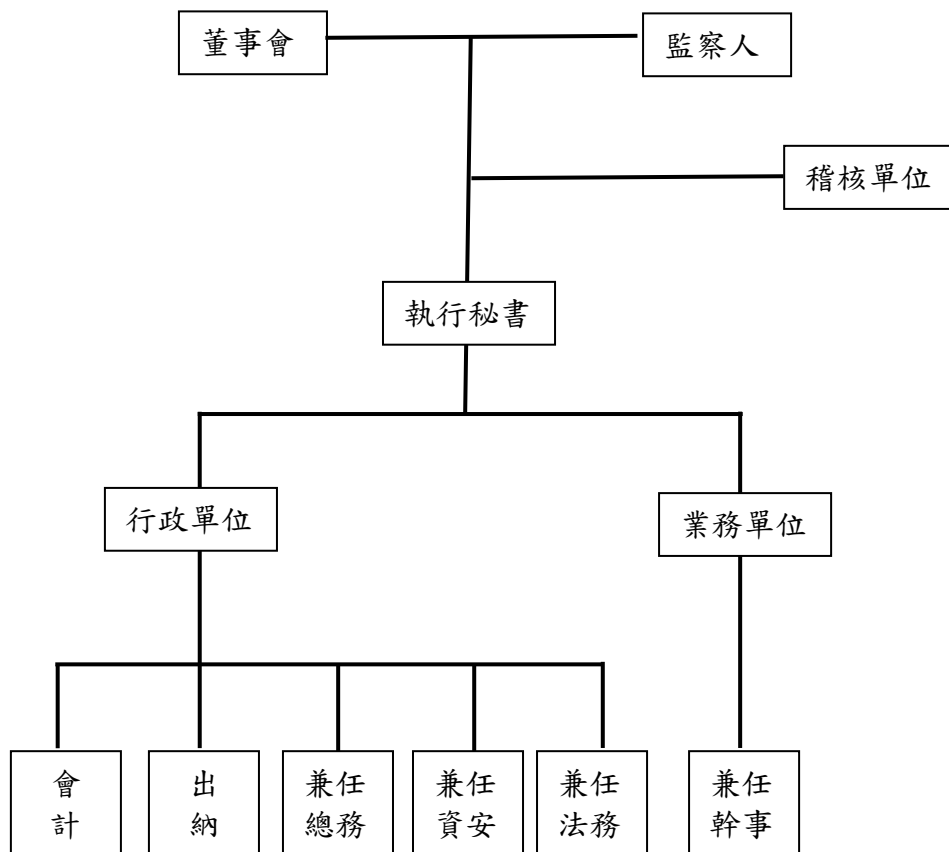 董事會
監察人
稽核單位
執行秘書
行政單位
業務單位
會
計
出
納
兼任
總務
兼任
資安
兼任
法務
兼任
幹事